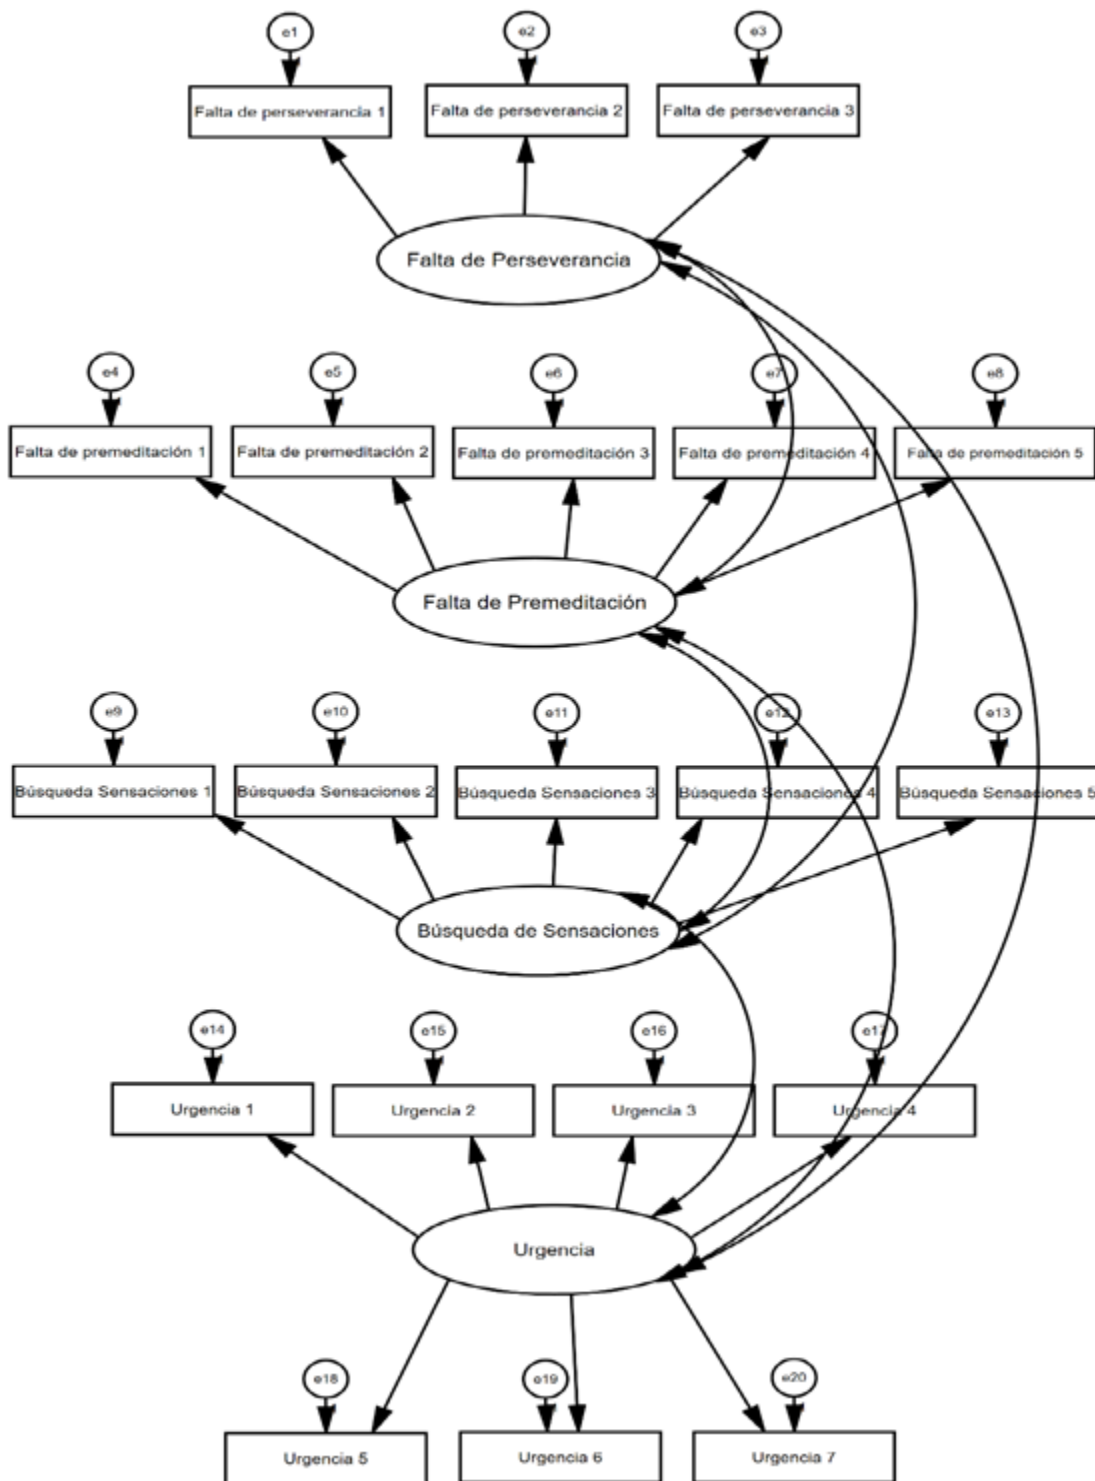 e1
e2
e3
Falta de perseverancia 1
Falta de perseverancia 2
Falta de perseverancia 3
Falta de Perseverancia
e4
e5
e6
e7
e8
Falta de premeditación 1
Falta de premeditación 2
Falta de premeditación 3
Falta de premeditación 4
Falta de premeditación 5
Falta de Premeditación
e9
e10
e11
e12
e13
Búsqueda Sensaciones 1
Búsqueda Sensaciones 2
Búsqueda Sensaciones 3
Búsqueda Sensaciones 4
Búsqueda Sensaciones 5
Búsqueda de Sensaciones
e14
e15
e16
e17
Urgencia 1
Urgencia 2
Urgencia 3
Urgencia 4
Urgencia
e18
e19
e20
Urgencia 5
Urgencia 6
Urgencia 7